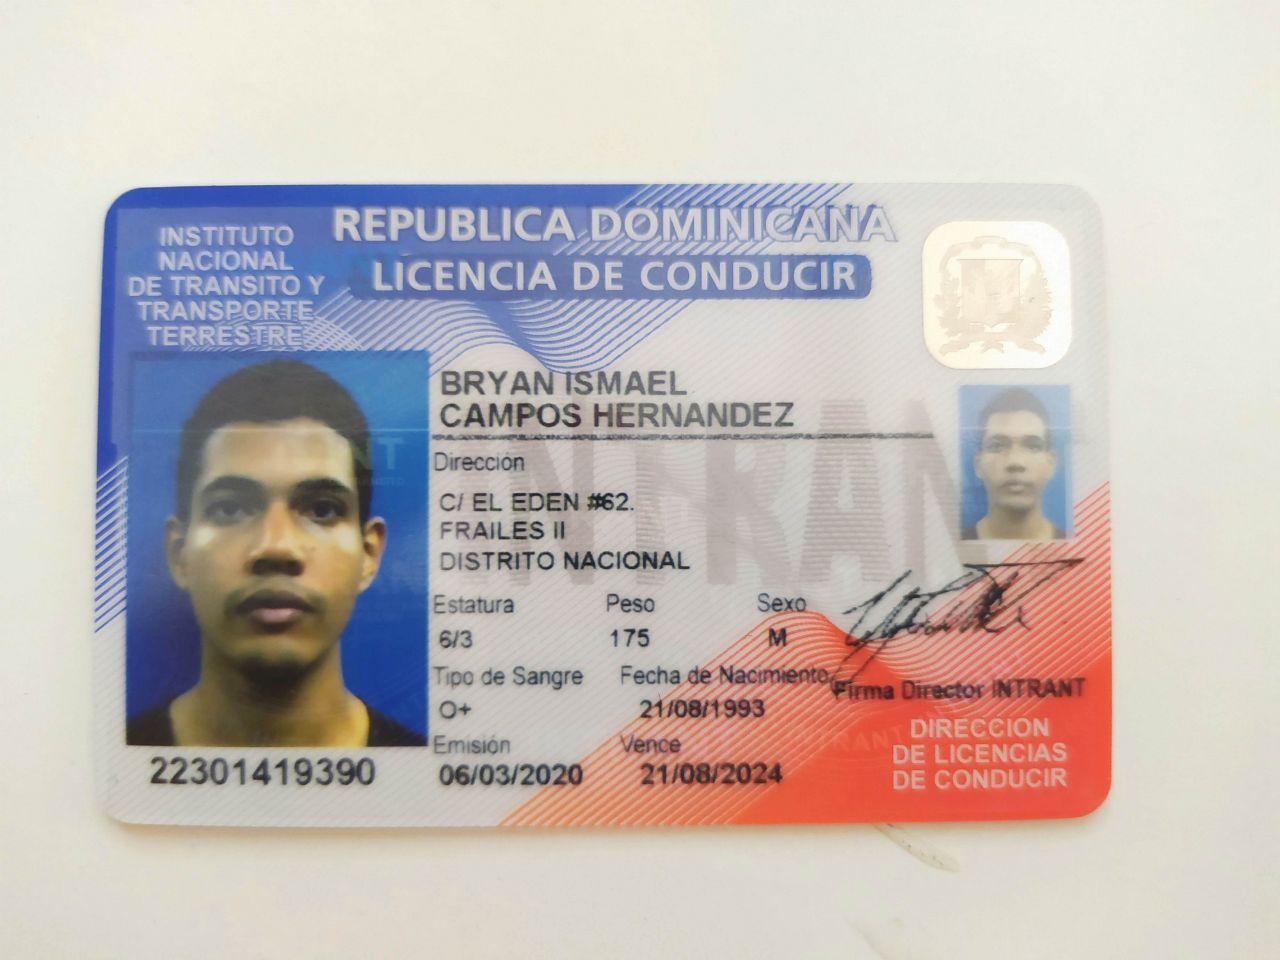 REPUBLICA DOMINICANA
LICENCIA DE CONDUCIR
INSTITUTO
NACIONAL
DE TRANSITO Y
TRANSPORTE
TERRESTRE
BRYAN ISMAEL
CAMPOS HERNANDEZ
Dirección
C/ EL EDEN #62.
FRAILES II
DISTRITO NACIONAL
INTRANT
Estatura Peso Sexo
6/3 175 M
Tipo de Sangre Fecha de Nacimiento
O+ 21/08/1993
Emisión Vence
06/03/2020 21/08/2024
22301419390
Firma Director INTRANT
DIRECCION
DE LICENCIAS
DE CONDUCIR